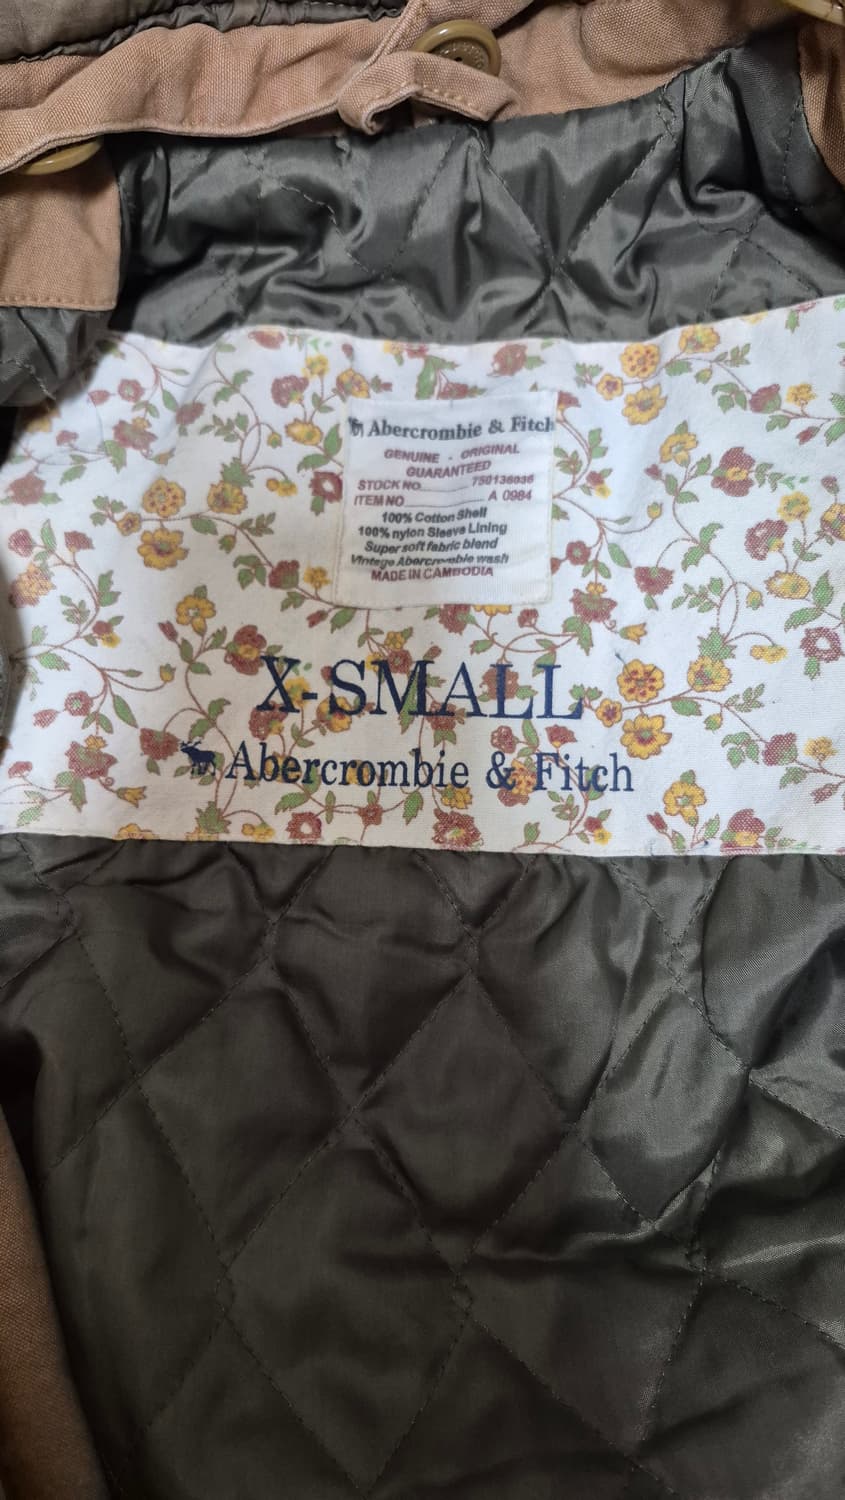 Abercrombie & Fitch
GENUINE - ORIGINAL
GUARANTEED
STOCK NO. 750136036
ITEM NO A 0984
100% Cotton Shell
100% nylon Sleeve Lining
Super soft fabric blend
Vintage Abercrombie wash
MADE IN CAMBODIA
X-SMALL
Abercrombie & Fitch